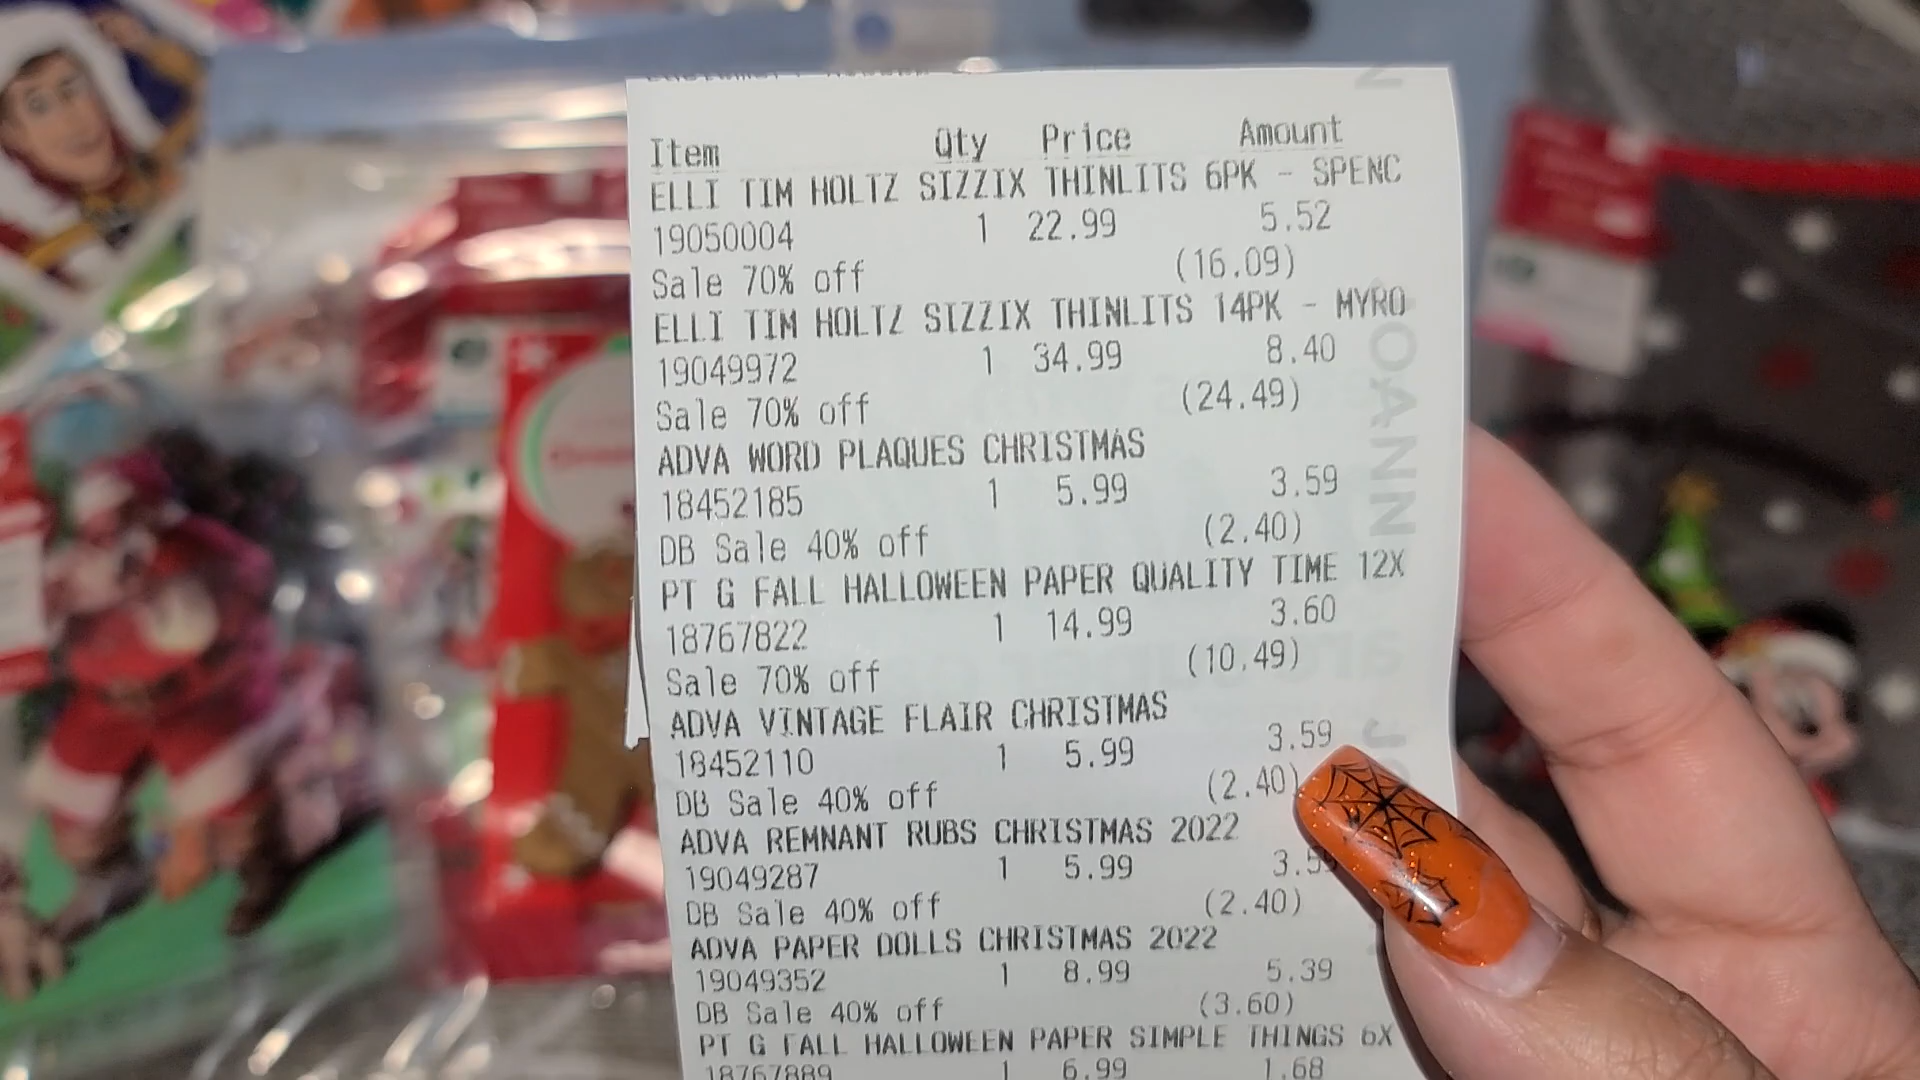 Item Qty Price Amount
ELLI TIM HOLTZ SIZZIX THINLITS 6PK - SPENC
19050004 1 22.99 5.52
Sale 70% off (16.09)
ELLI TIM HOLTZ SIZZIX THINLITS 14PK - MYRO
19049972 1 34.99 8.40
Sale 70% off (24.49)
ADVA WORD PLAQUES CHRISTMAS
18452185 1 5.99 3.59
DB Sale 40% off (2.40)
PT G FALL HALLOWEEN PAPER QUALITY TIME 12X
18767822 1 14.99 3.60
Sale 70% off (10.49)
ADVA VINTAGE FLAIR CHRISTMAS
18452110 1 5.99 3.59
DB Sale 40% off (2.40)
ADVA REMNANT RUBS CHRISTMAS 2022
19049287 1 5.99 3.59
DB Sale 40% off (2.40)
ADVA PAPER DOLLS CHRISTMAS 2022
19049352 1 8.99 5.39
DB Sale 40% off (3.60)
PT G FALL HALLOWEEN PAPER SIMPLE THINGS 6X
18767889 1 6.99 1.68
OANN